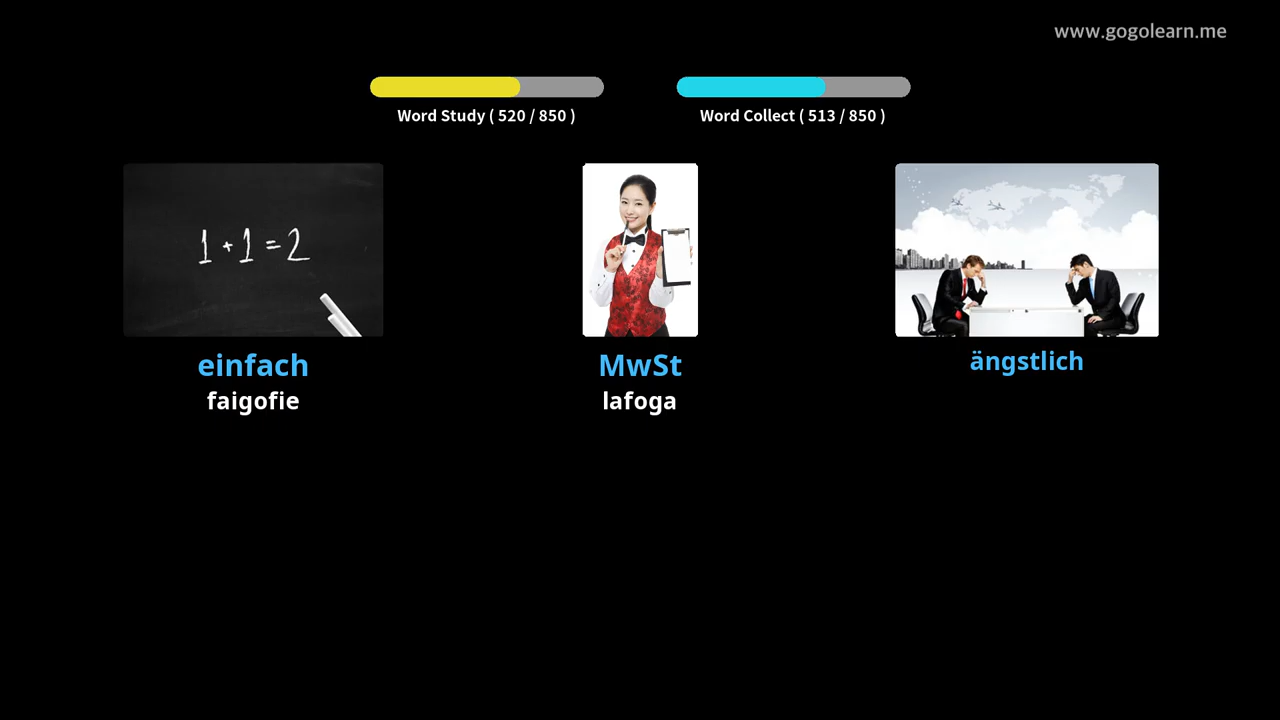 www.gogolearn.me
Word Study ( 520 / 850 )
Word Collect ( 513 / 850 )
1 + 1 = 2
einfach
faigofie
MwSt
lafoga
ängstlich